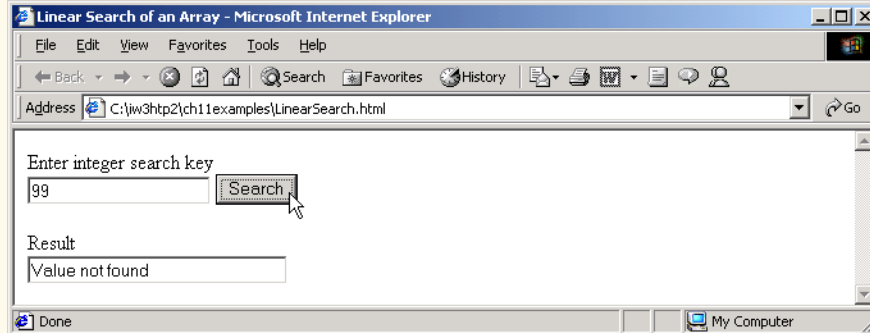 Linear Search of an Array - Microsoft Internet Explorer
File Edit View Favorites Tools Help
Back Search Favorites History
Address C:\iw3htp2\ch11examples\LinearSearch.html Go
Enter integer search key
99 Search
Result
Value not found
Done My Computer